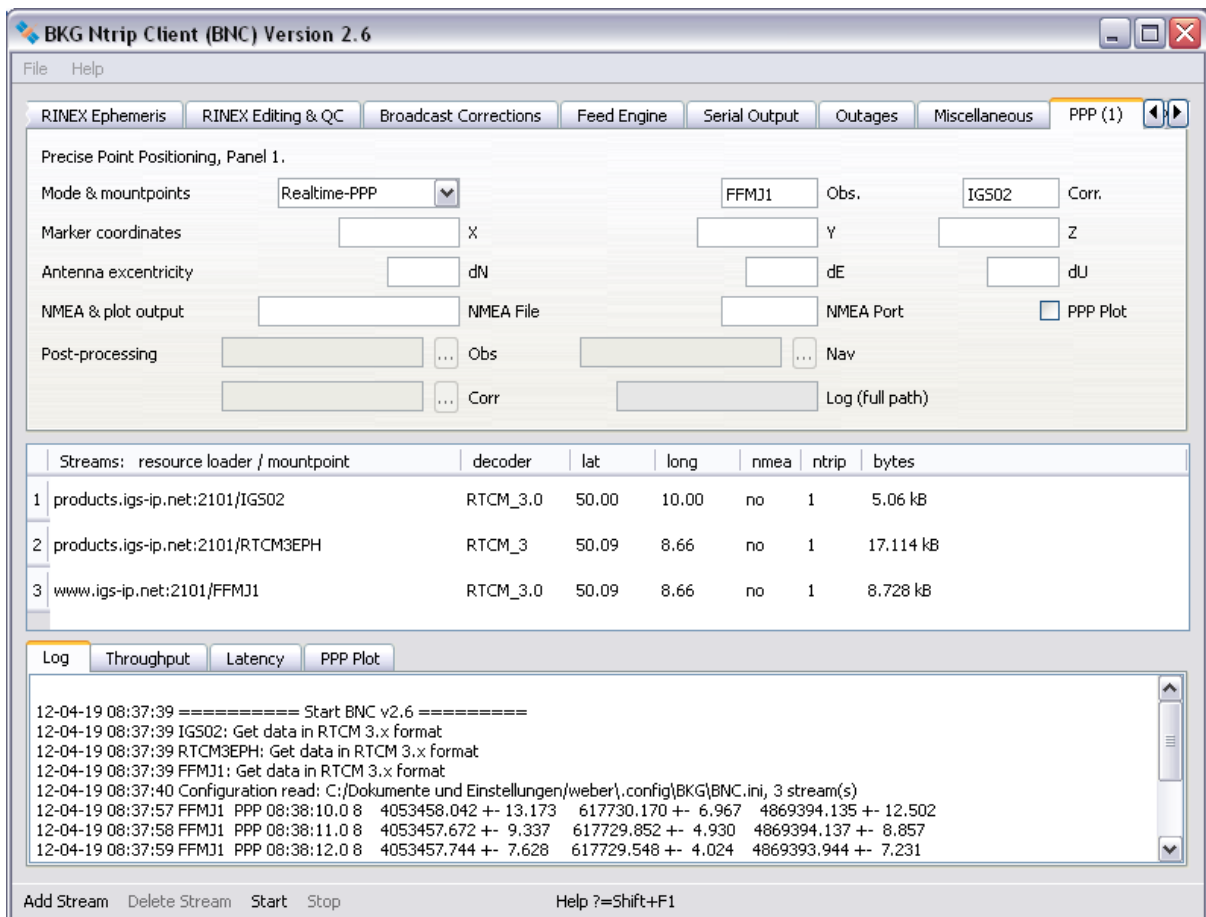 BKG Ntrip Client (BNC) Version 2.6
File Help
RINEX Ephemeris RINEX Editing & QC Broadcast Corrections Feed Engine Serial Output Outages Miscellaneous PPP (1)
Precise Point Positioning, Panel 1.
Mode & mountpoints Realtime-PPP FFMJ1 Obs. IGS02 Corr.
Marker coordinates X Y Z
Antenna excentricity dN dE dU
NMEA & plot output NMEA File NMEA Port PPP Plot
Post-processing ... Obs ... Nav
... Corr Log (full path)
Streams: resource loader / mountpoint decoder lat long nmea ntrip bytes
1 products.igs-ip.net:2101/IGS02 RTCM_3.0 50.00 10.00 no 1 5.06 kB
2 products.igs-ip.net:2101/RTCM3EPH RTCM_3 50.09 8.66 no 1 17.114 kB
3 www.igs-ip.net:2101/FFMJ1 RTCM_3.0 50.09 8.66 no 1 8.728 kB
Log Throughput Latency PPP Plot
12-04-19 08:37:39 ========== Start BNC v2.6 =========
12-04-19 08:37:39 IGS02: Get data in RTCM 3.x format
12-04-19 08:37:39 RTCM3EPH: Get data in RTCM 3.x format
12-04-19 08:37:39 FFMJ1: Get data in RTCM 3.x format
12-04-19 08:37:40 Configuration read: C:/Dokumente und Einstellungen/weber\.config\BKG\BNC.ini, 3 stream(s)
12-04-19 08:37:57 FFMJ1 PPP 08:38:10.0 8 4053458.042 +- 13.173 617730.170 +- 6.967 4869394.135 +- 12.502
12-04-19 08:37:58 FFMJ1 PPP 08:38:11.0 8 4053457.672 +- 9.337 617729.852 +- 4.930 4869394.137 +- 8.857
12-04-19 08:37:59 FFMJ1 PPP 08:38:12.0 8 4053457.744 +- 7.628 617729.548 +- 4.024 4869393.944 +- 7.231
Add Stream Delete Stream Start Stop Help ?=Shift+F1